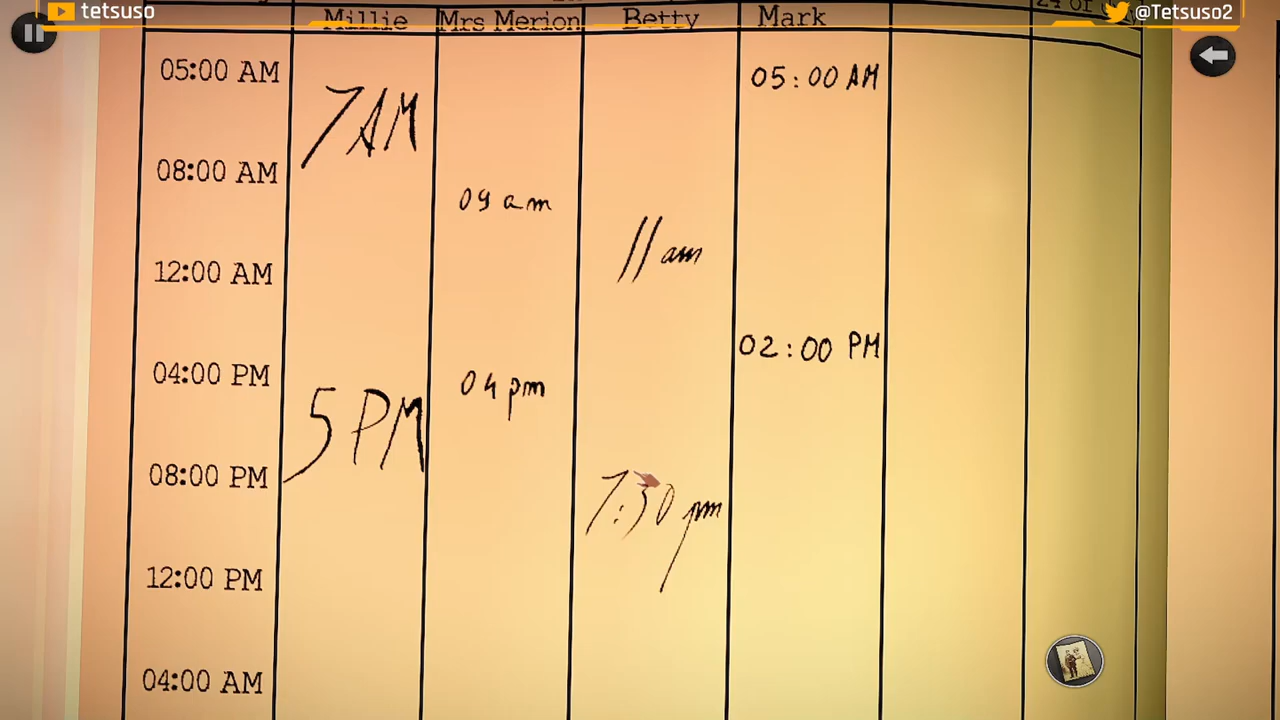 tetsuso
@Tetsuso2
Millie Mrs Merion Betty Mark
05:00 AM
05:00 AM
7 AM
08:00 AM
09 am
11 am
12:00 AM
02:00 PM
04:00 PM
04 pm
5 PM
08:00 PM
7:30 pm
12:00 PM
04:00 AM